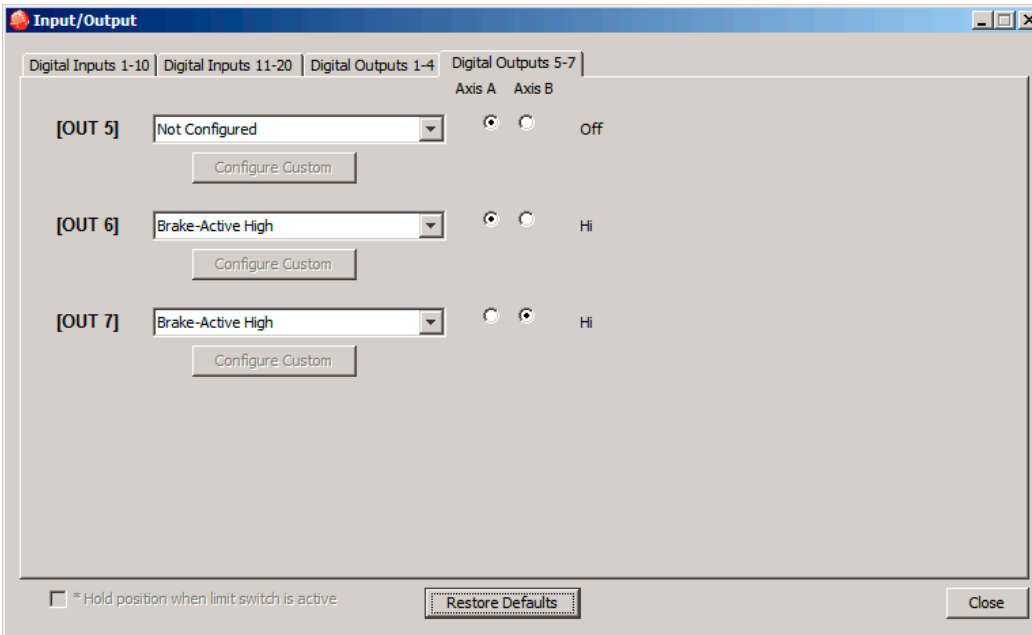 Input/Output
Digital Inputs 1-10 Digital Inputs 11-20 Digital Outputs 1-4 Digital Outputs 5-7
Axis A Axis B
[OUT 5] Not Configured Off
Configure Custom
[OUT 6] Brake-Active High Hi
Configure Custom
[OUT 7] Brake-Active High Hi
Configure Custom
* Hold position when limit switch is active Restore Defaults Close